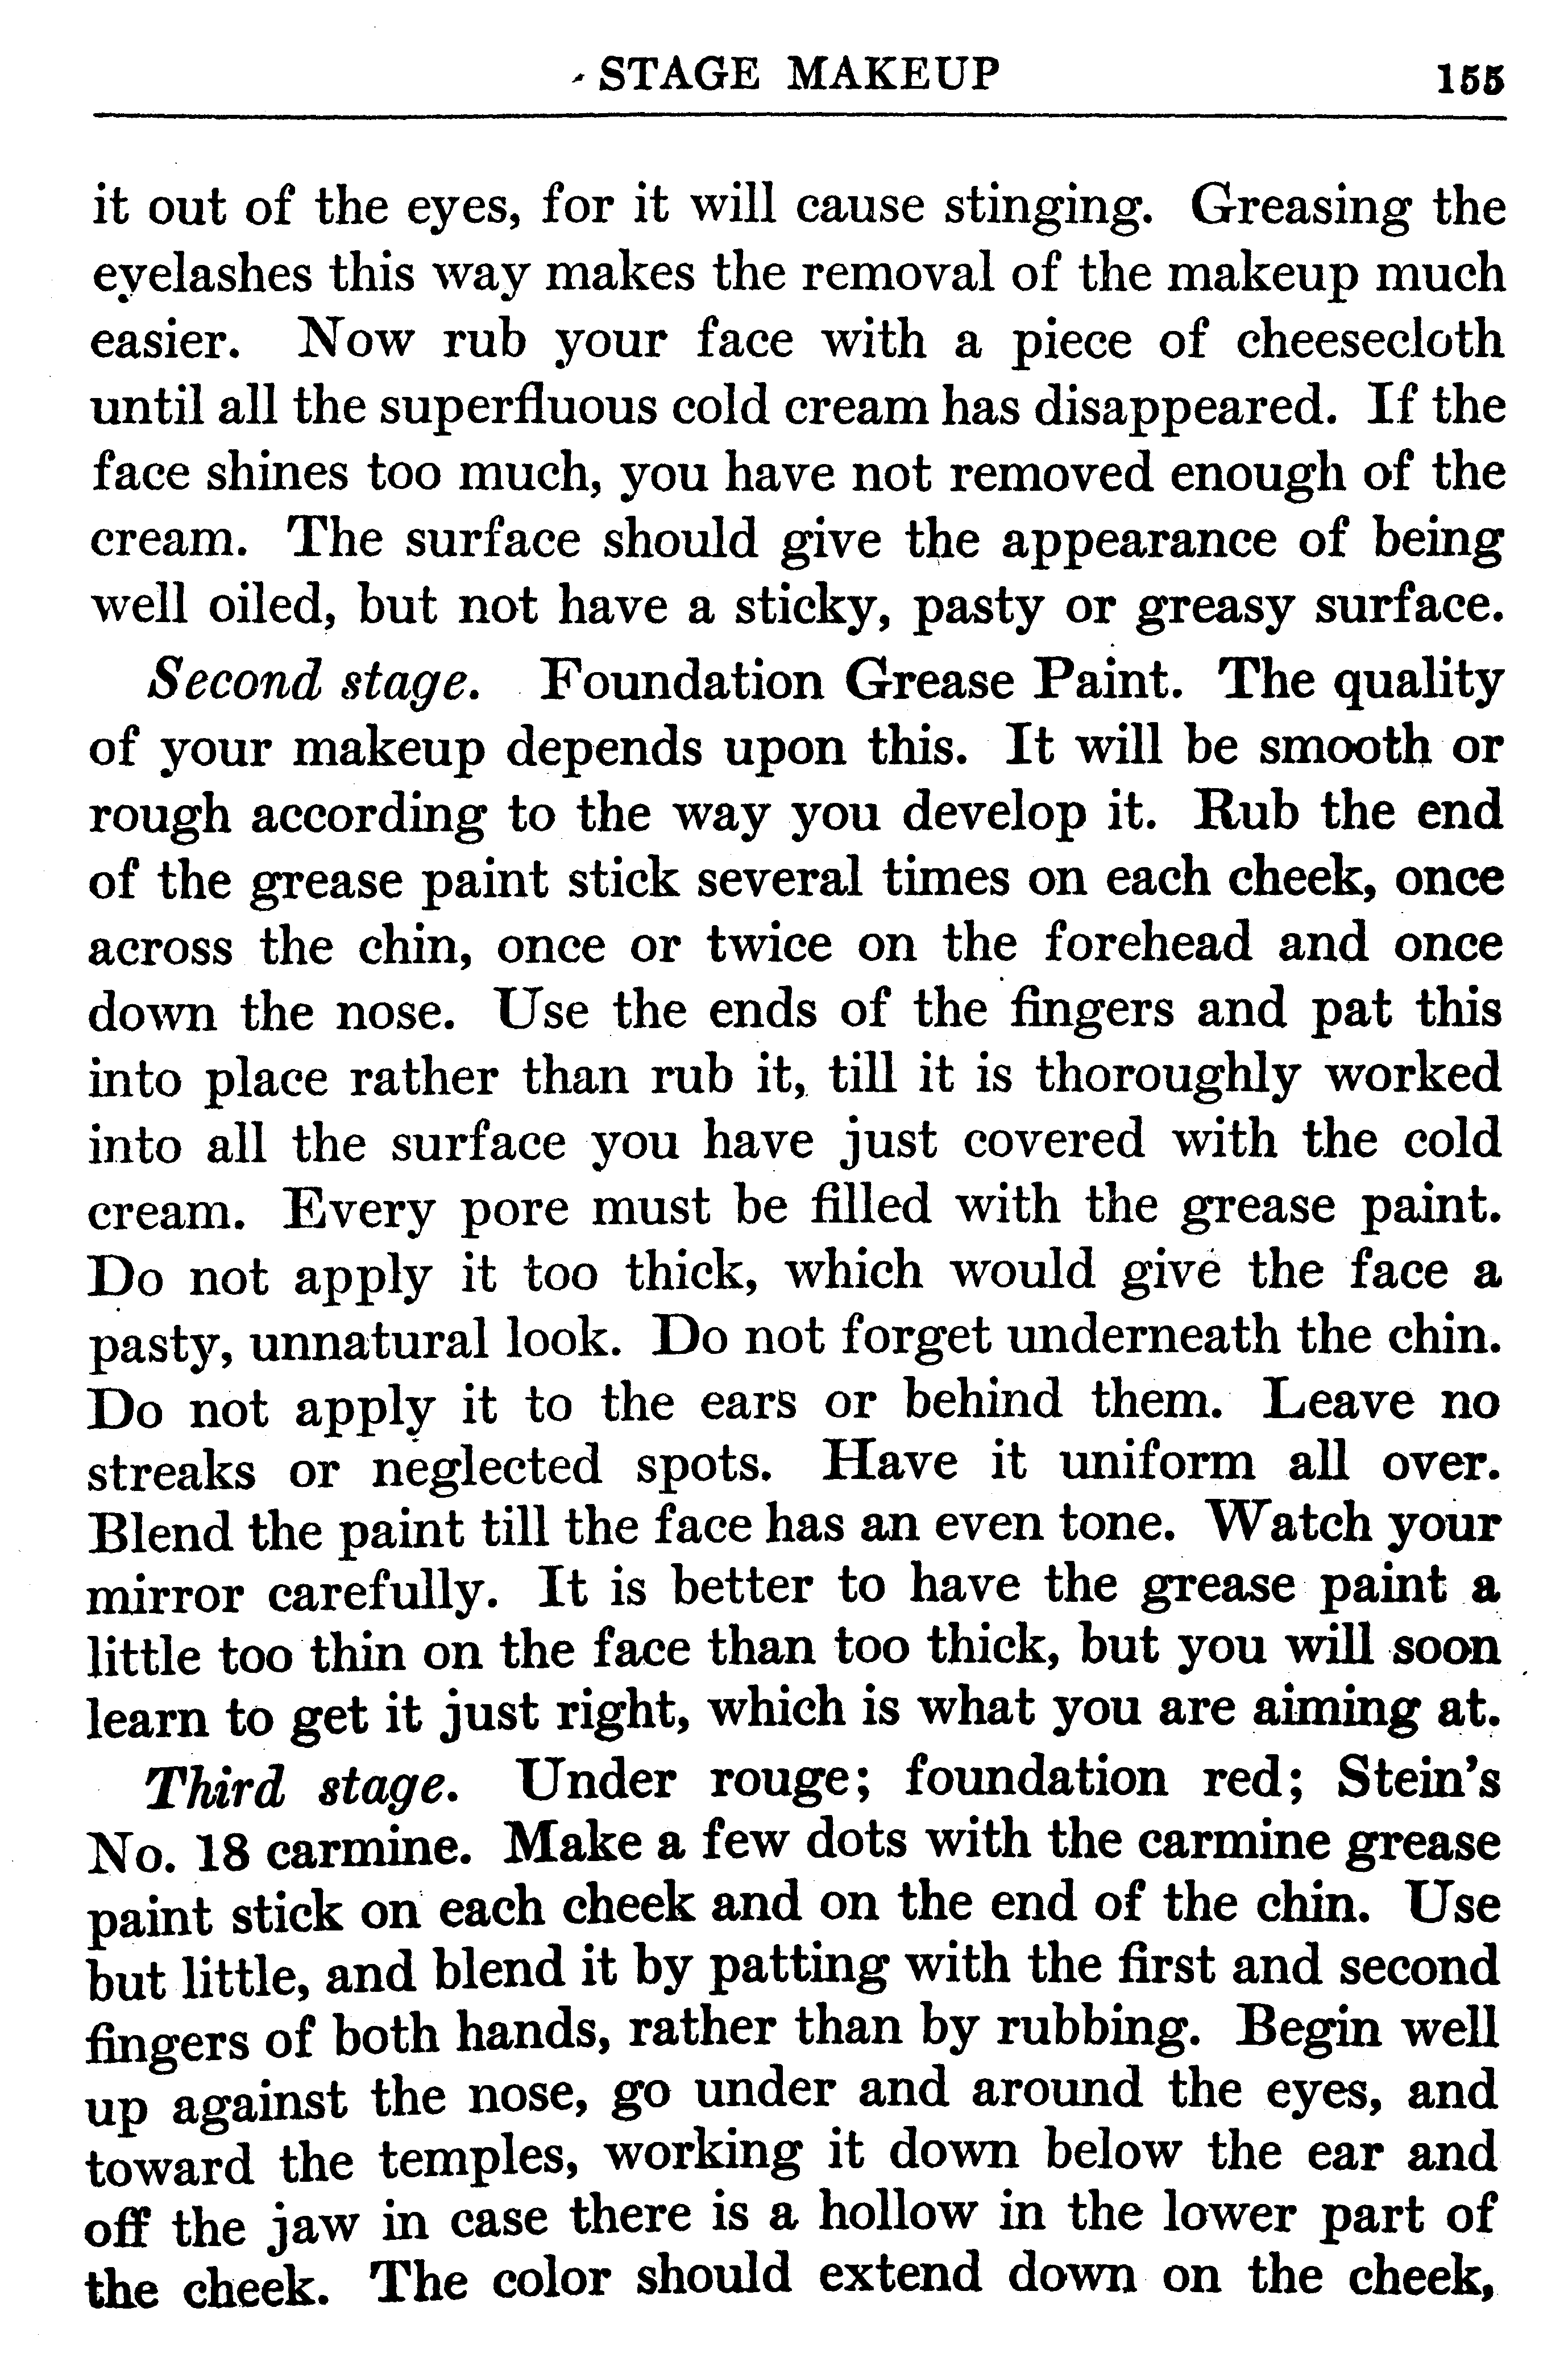 STAGE MAKEUP 155
it out of the eyes, for it will cause stinging. Greasing the
eyelashes this way makes the removal of the makeup much
easier. Now rub your face with a piece of cheesecloth
until all the superfluous cold cream has disappeared. If the
face shines too much, you have not removed enough of the
cream. The surface should give the appearance of being
well oiled, but not have a sticky, pasty or greasy surface.
Second stage. Foundation Grease Paint. The quality
of your makeup depends upon this. It will be smooth or
rough according to the way you develop it. Rub the end
of the grease paint stick several times on each cheek, once
across the chin, once or twice on the forehead and once
down the nose. Use the ends of the fingers and pat this
into place rather than rub it, till it is thoroughly worked
into all the surface you have just covered with the cold
cream. Every pore must be filled with the grease paint.
Do not apply it too thick, which would give the face a
pasty, unnatural look. Do not forget underneath the chin.
Do not apply it to the ears or behind them. Leave no
streaks or neglected spots. Have it uniform all over.
Blend the paint till the face has an even tone. Watch your
mirror carefully. It is better to have the grease paint a
little too thin on the face than too thick, but you will soon
learn to get it just right, which is what you are aiming at.
Third stage. Under rouge; foundation red; Stein's
No. 18 carmine. Make a few dots with the carmine grease
paint stick on each cheek and on the end of the chin. Use
but little, and blend it by patting with the first and second
fingers of both hands, rather than by rubbing. Begin well
up against the nose, go under and around the eyes, and
toward the temples, working it down below the ear and
off the jaw in case there is a hollow in the lower part of
the cheek. The color should extend down on the cheek,